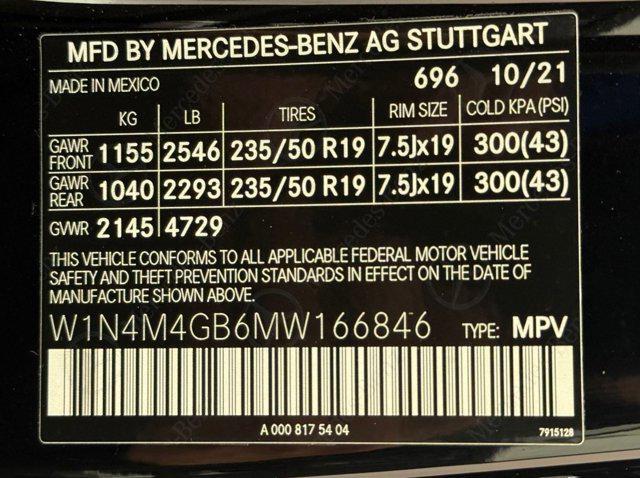 MFD BY MERCEDES-BENZ AG STUTTGART
MADE IN MEXICO 696 10/21
KG LB TIRES RIM SIZE COLD KPA(PSI)
GAWR FRONT 1155 2546 235/50 R19 7.5Jx19 300(43)
GAWR REAR 1040 2293 235/50 R19 7.5Jx19 300(43)
GVWR 2145 4729
THIS VEHICLE CONFORMS TO ALL APPLICABLE FEDERAL MOTOR VEHICLE
SAFETY AND THEFT PREVENTION STANDARDS IN EFFECT ON THE DATE OF
MANUFACTURE SHOWN ABOVE.
W1N4M4GB6MW166846 TYPE: MPV
A 000 817 54 04 7915128